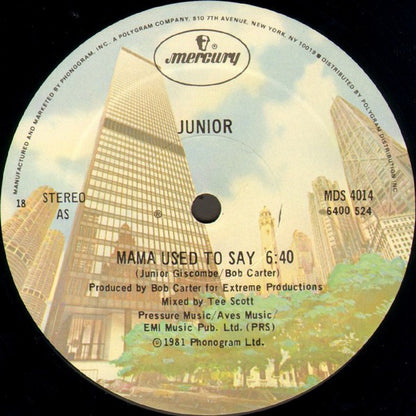 MANUFACTURED AND MARKETED BY PHONOGRAM, INC., A POLYGRAM COMPANY, 810 7TH AVENUE, NEW YORK, N.Y. 10019 ● DISTRIBUTED BY POLYGRAM DISTRIBUTION, INC.
mercury
JUNIOR
18
STEREO
AS
MDS 4014
6400 524
®
MAMA USED TO SAY 6:40
(Junior Giscombe/Bob Carter)
Produced by Bob Carter for Extreme Productions
Mixed by Tee Scott
Pressure Music/Aves Music/
EMI Music Pub. Ltd. (PRS)
℗1981 Phonogram Ltd.